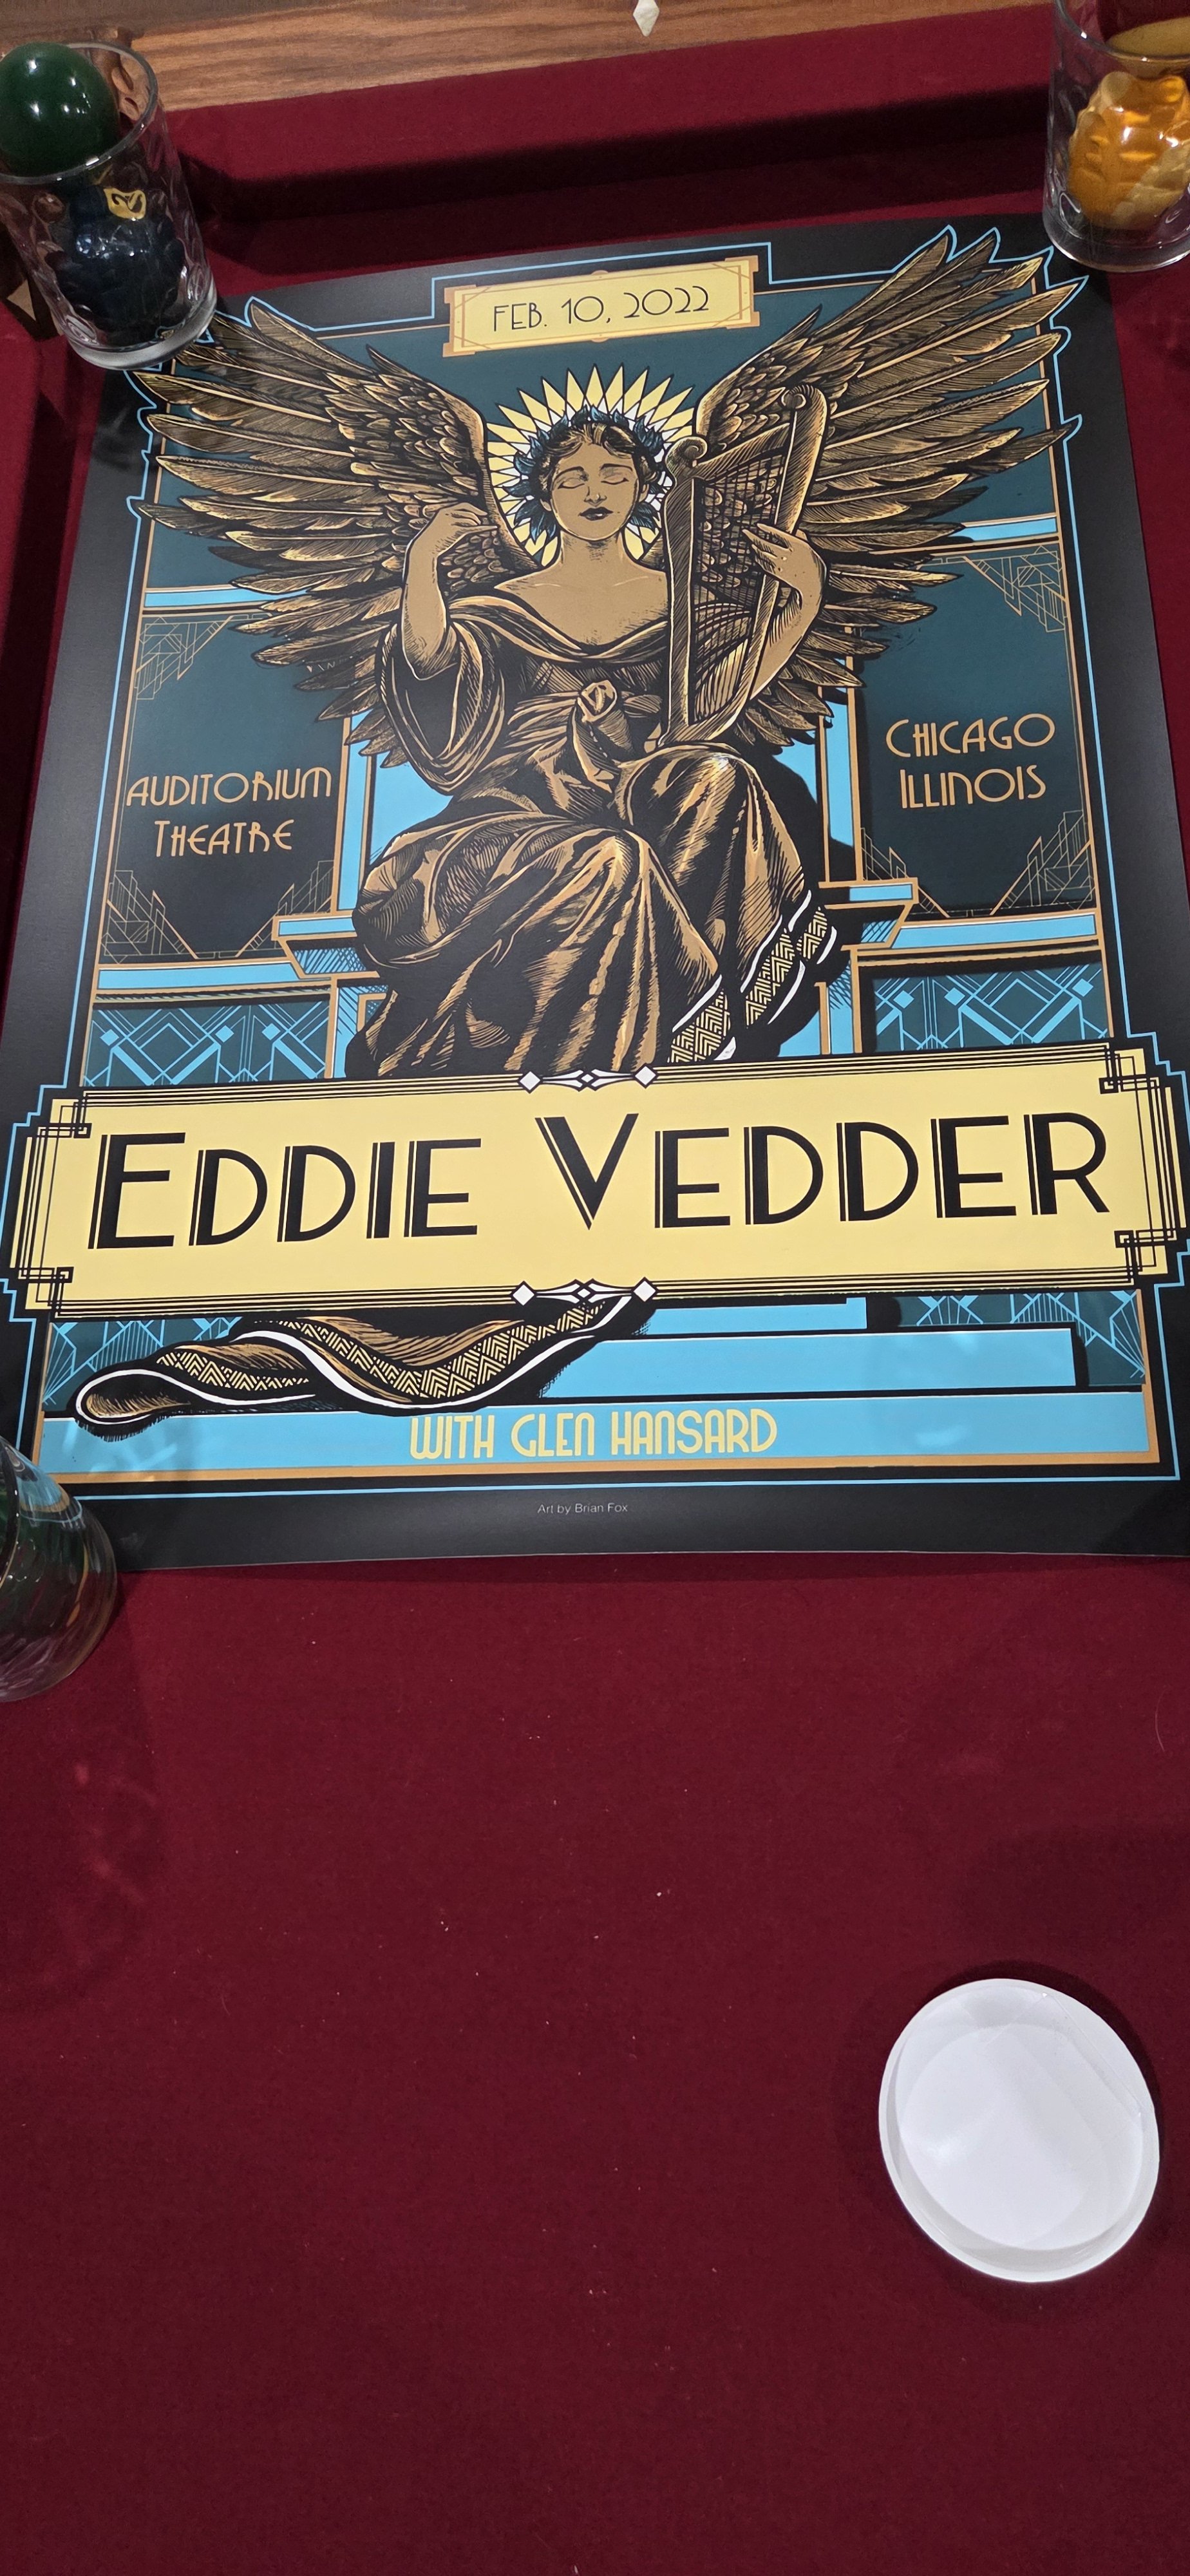 FEB. 10, 2022
AUDITORIUM
THEATRE
CHICAGO
ILLINOIS
EDDIE VEDDER
WITH GLEN HANSARD
Art by Brian Fox